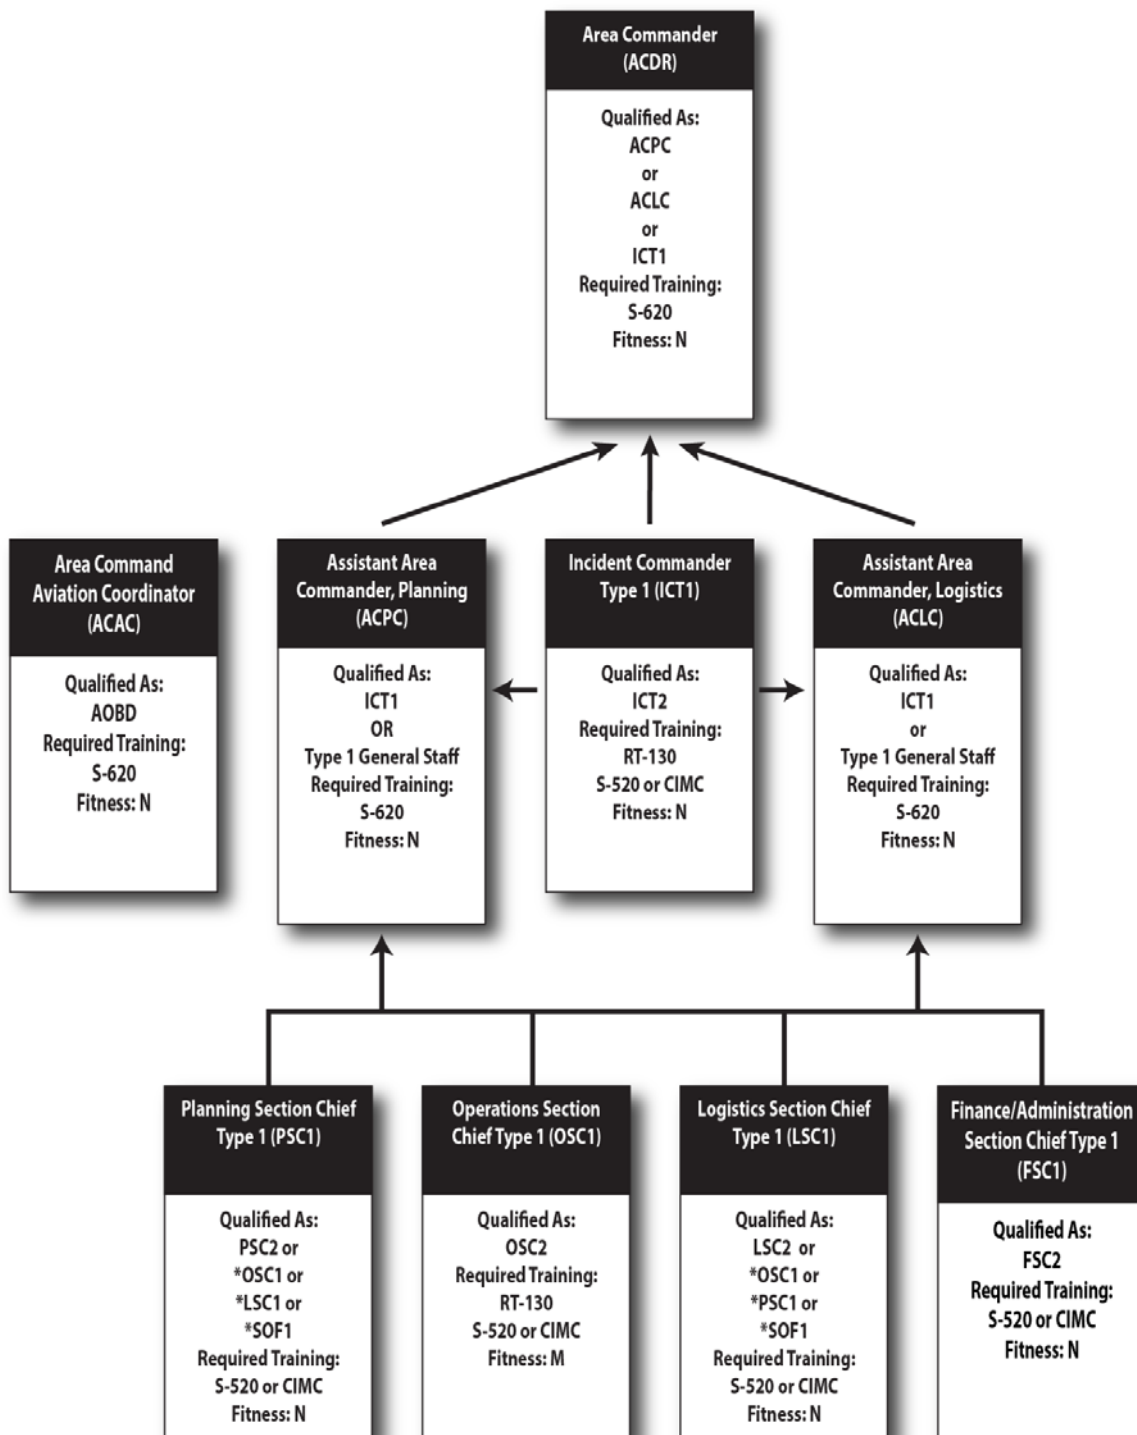 Area Commander
(ACDR)
Qualified As:
ACPC
or
ACLC
or
ICT1
Required Training:
S-620
Fitness: N
Area Command
Aviation Coordinator
(ACAC)
Qualified As:
AOBD
Required Training:
S-620
Fitness: N
Assistant Area
Commander, Planning
(ACPC)
Qualified As:
ICT1
OR
Type 1 General Staff
Required Training:
S-620
Fitness: N
Incident Commander
Type 1 (ICT1)
Qualified As:
ICT2
Required Training:
RT-130
S-520 or CIMC
Fitness: N
Assistant Area
Commander, Logistics
(ACLC)
Qualified As:
ICT1
or
Type 1 General Staff
Required Training:
S-620
Fitness: N
Planning Section Chief
Type 1 (PSC1)
Qualified As:
PSC2 or
*OSC1 or
*LSC1 or
*SOF1
Required Training:
S-520 or CIMC
Fitness: N
Operations Section
Chief Type 1 (OSC1)
Qualified As:
OSC2
Required Training:
RT-130
S-520 or CIMC
Fitness: M
Logistics Section Chief
Type 1 (LSC1)
Qualified As:
LSC2 or
*OSC1 or
*PSC1 or
*SOF1
Required Training:
S-520 or CIMC
Fitness: N
Finance/Administration
Section Chief Type 1
(FSC1)
Qualified As:
FSC2
Required Training:
S-520 or CIMC
Fitness: N